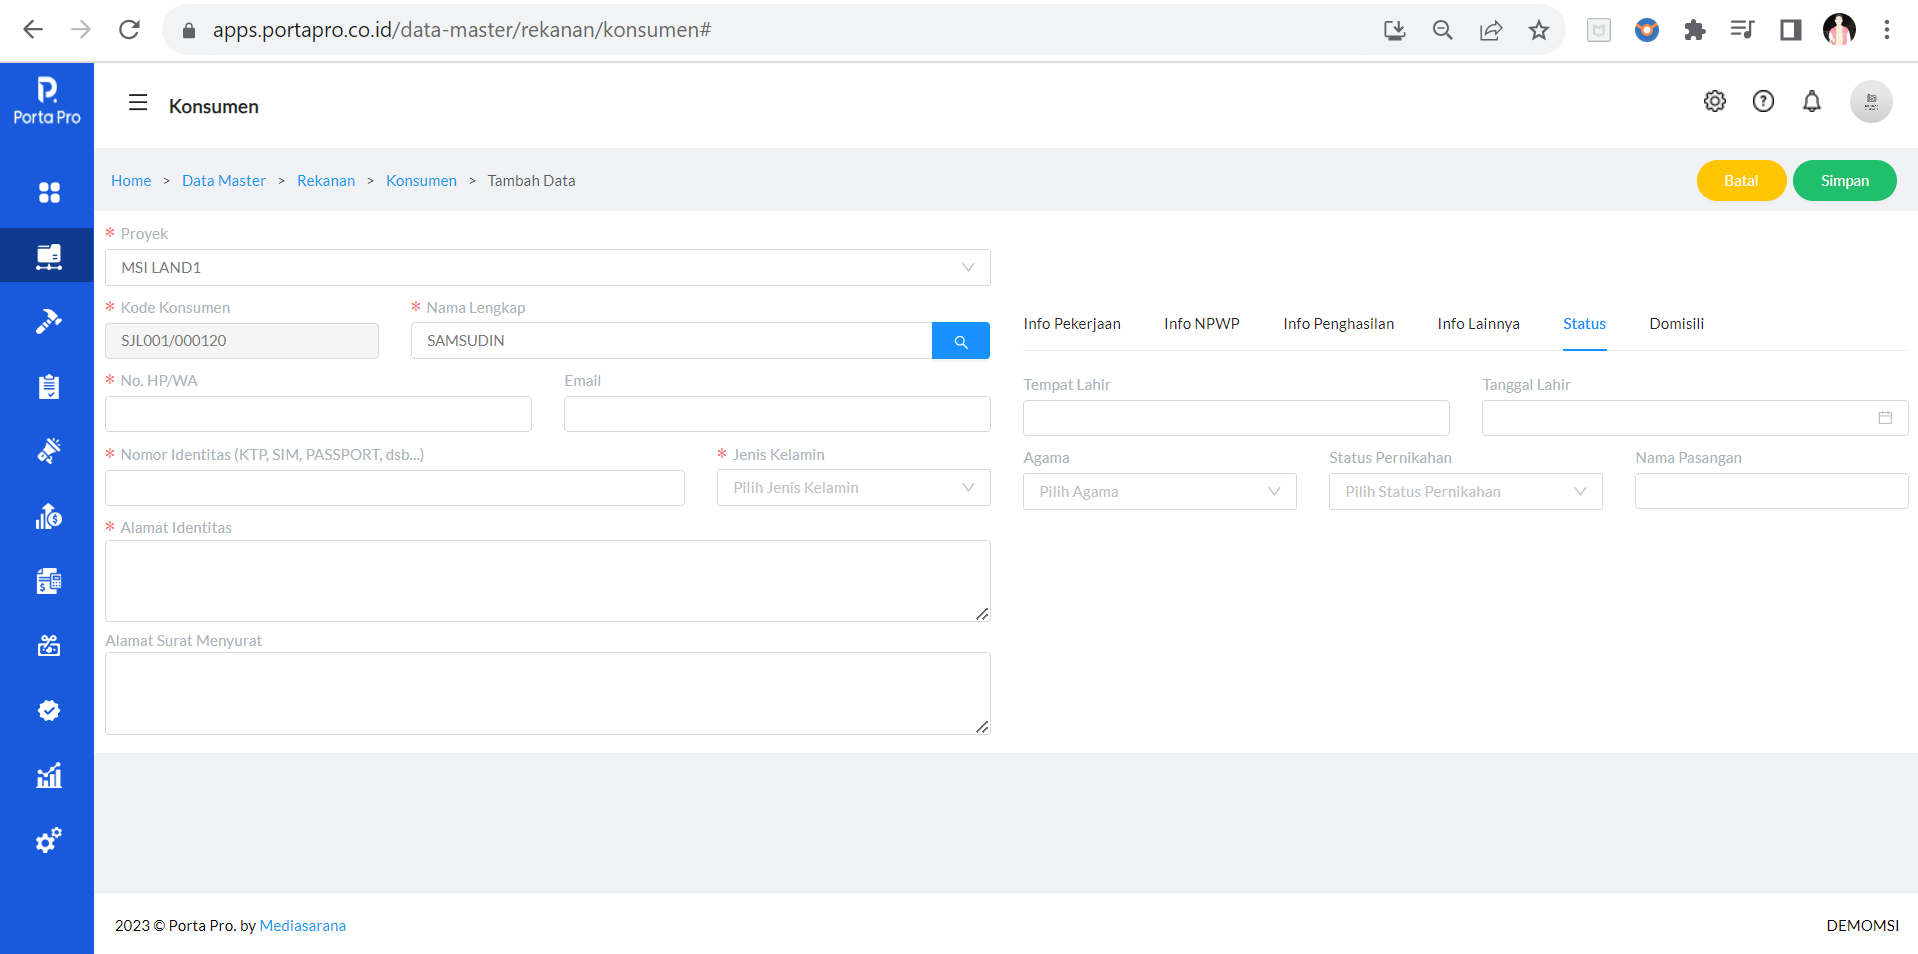 apps.portapro.co.id/data-master/rekanan/konsumen#
Porta Pro
Konsumen
Home > Data Master > Rekanan > Konsumen > Tambah Data
Batal
Simpan
* Proyek
MSI LAND1
* Kode Konsumen
* Nama Lengkap
SJL001/000120
SAMSUDIN
* No. HP/WA
Email
* Nomor Identitas (KTP, SIM, PASSPORT, dsb...)
* Jenis Kelamin
Pilih Jenis Kelamin
* Alamat Identitas
Alamat Surat Menyurat
Info Pekerjaan
Info NPWP
Info Penghasilan
Info Lainnya
Status
Domisili
Tempat Lahir
Tanggal Lahir
Agama
Status Pernikahan
Nama Pasangan
Pilih Agama
Pilih Status Pernikahan
2023 © Porta Pro. by Mediasarana
DEMOMSI